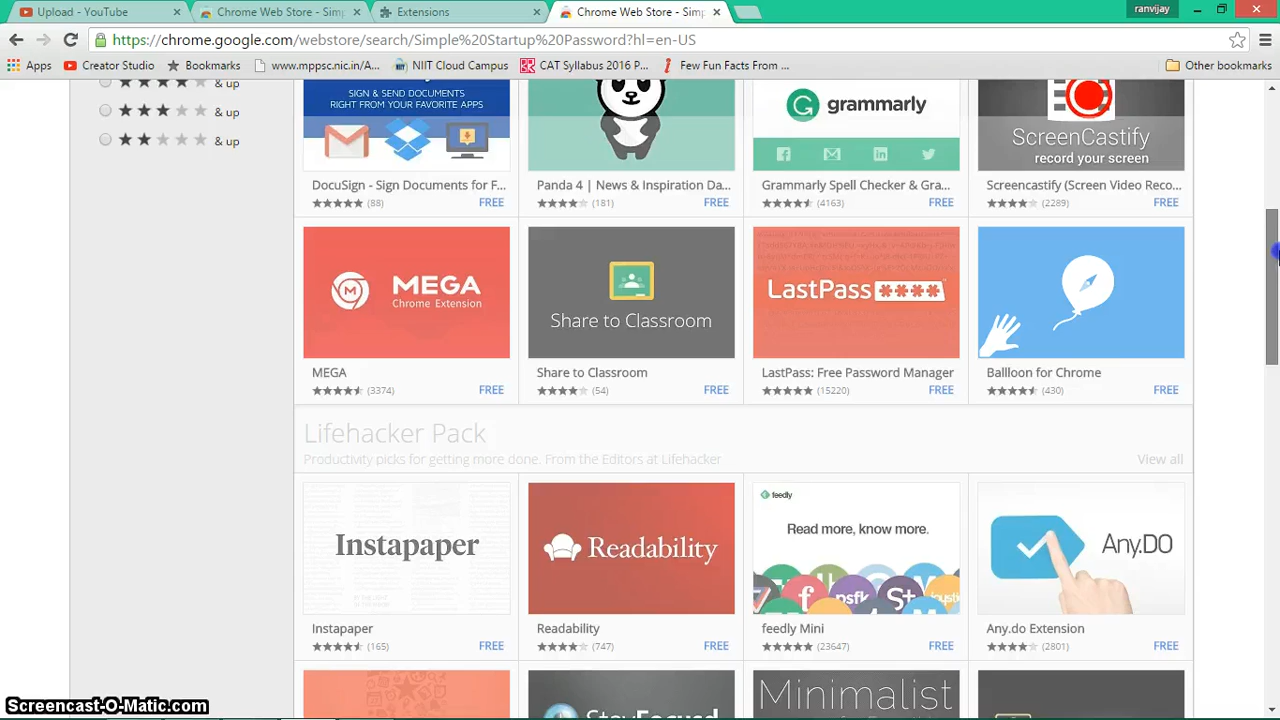 Upload - YouTube
Chrome Web Store - Simp
Extensions
Chrome Web Store - Simp
ranvijay
https://chrome.google.com/webstore/search/Simple%20Startup%20Password?hl=en-US
Apps
Creator Studio
Bookmarks
www.mppsc.nic.in/A...
NIIT Cloud Campus
CAT Syllabus 2016 P...
Few Fun Facts From ...
Other bookmarks
& up
& up
& up
SIGN & SEND DOCUMENTS
RIGHT FROM YOUR FAVORITE APPS
grammarly
ScreenCastify
record your screen
DocuSign - Sign Documents for F...
Panda 4 | News & Inspiration Da...
Grammarly Spell Checker & Gra...
Screencastify (Screen Video Reco...
(88) FREE
(181) FREE
(4163) FREE
(2289) FREE
MEGA
Chrome Extension
Share to Classroom
LastPass ****
MEGA
Share to Classroom
LastPass: Free Password Manager
Ballloon for Chrome
(3374) FREE
(54) FREE
(15220) FREE
(430) FREE
Lifehacker Pack
Productivity picks for getting more done. From the Editors at Lifehacker
View all
Instapaper
Readability
feedly
Read more, know more.
psfk
St
Any.DO
Instapaper
Readability
feedly Mini
Any.do Extension
(165) FREE
(747) FREE
(23647) FREE
(2801) FREE
StayFocusd
Minimalist
Screencast-O-Matic.com